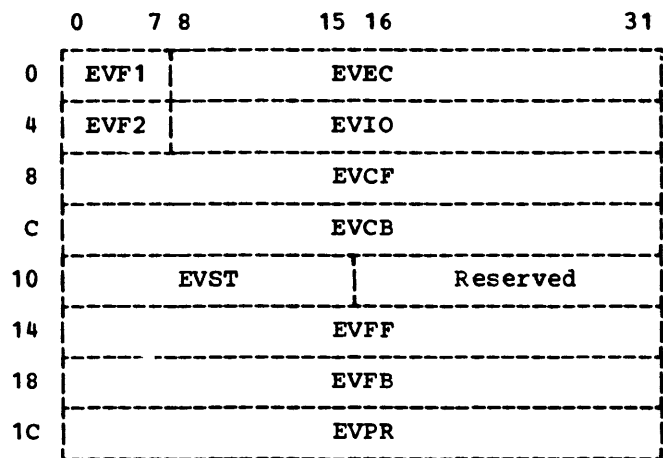 0 7 8 15 16 31
0 EVF1 EVEC
4 EVF2 EVIO
8 EVCF
C EVCB
10 EVST Reserved
14 EVFF
18 EVFB
1C EVPR